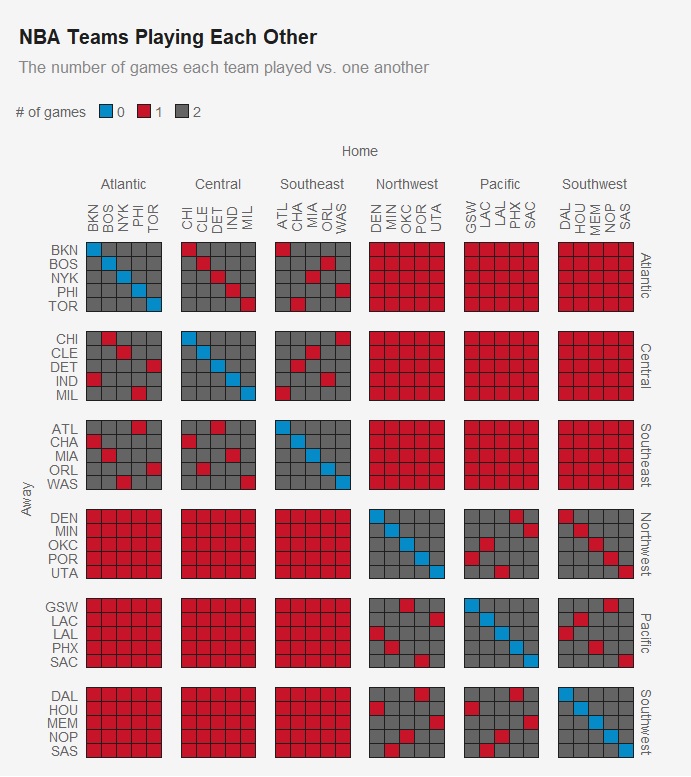 NBA Teams Playing Each Other
The number of games each team played vs. one another
# of games 0 1 2
Home
Atlantic Central Southeast Northwest Pacific Southwest
BKN BOS NYK PHI TOR CHI CLE DET IND MIL ATL CHA MIA ORL WAS DEN MIN OKC POR UTA GSW LAC LAL PHX SAC DAL HOU MEM NOP SAS
Away
BKN
BOS
NYK
PHI
TOR
Atlantic
CHI
CLE
DET
IND
MIL
Central
ATL
CHA
MIA
ORL
WAS
Southeast
DEN
MIN
OKC
POR
UTA
Northwest
GSW
LAC
LAL
PHX
SAC
Pacific
DAL
HOU
MEM
NOP
SAS
Southwest